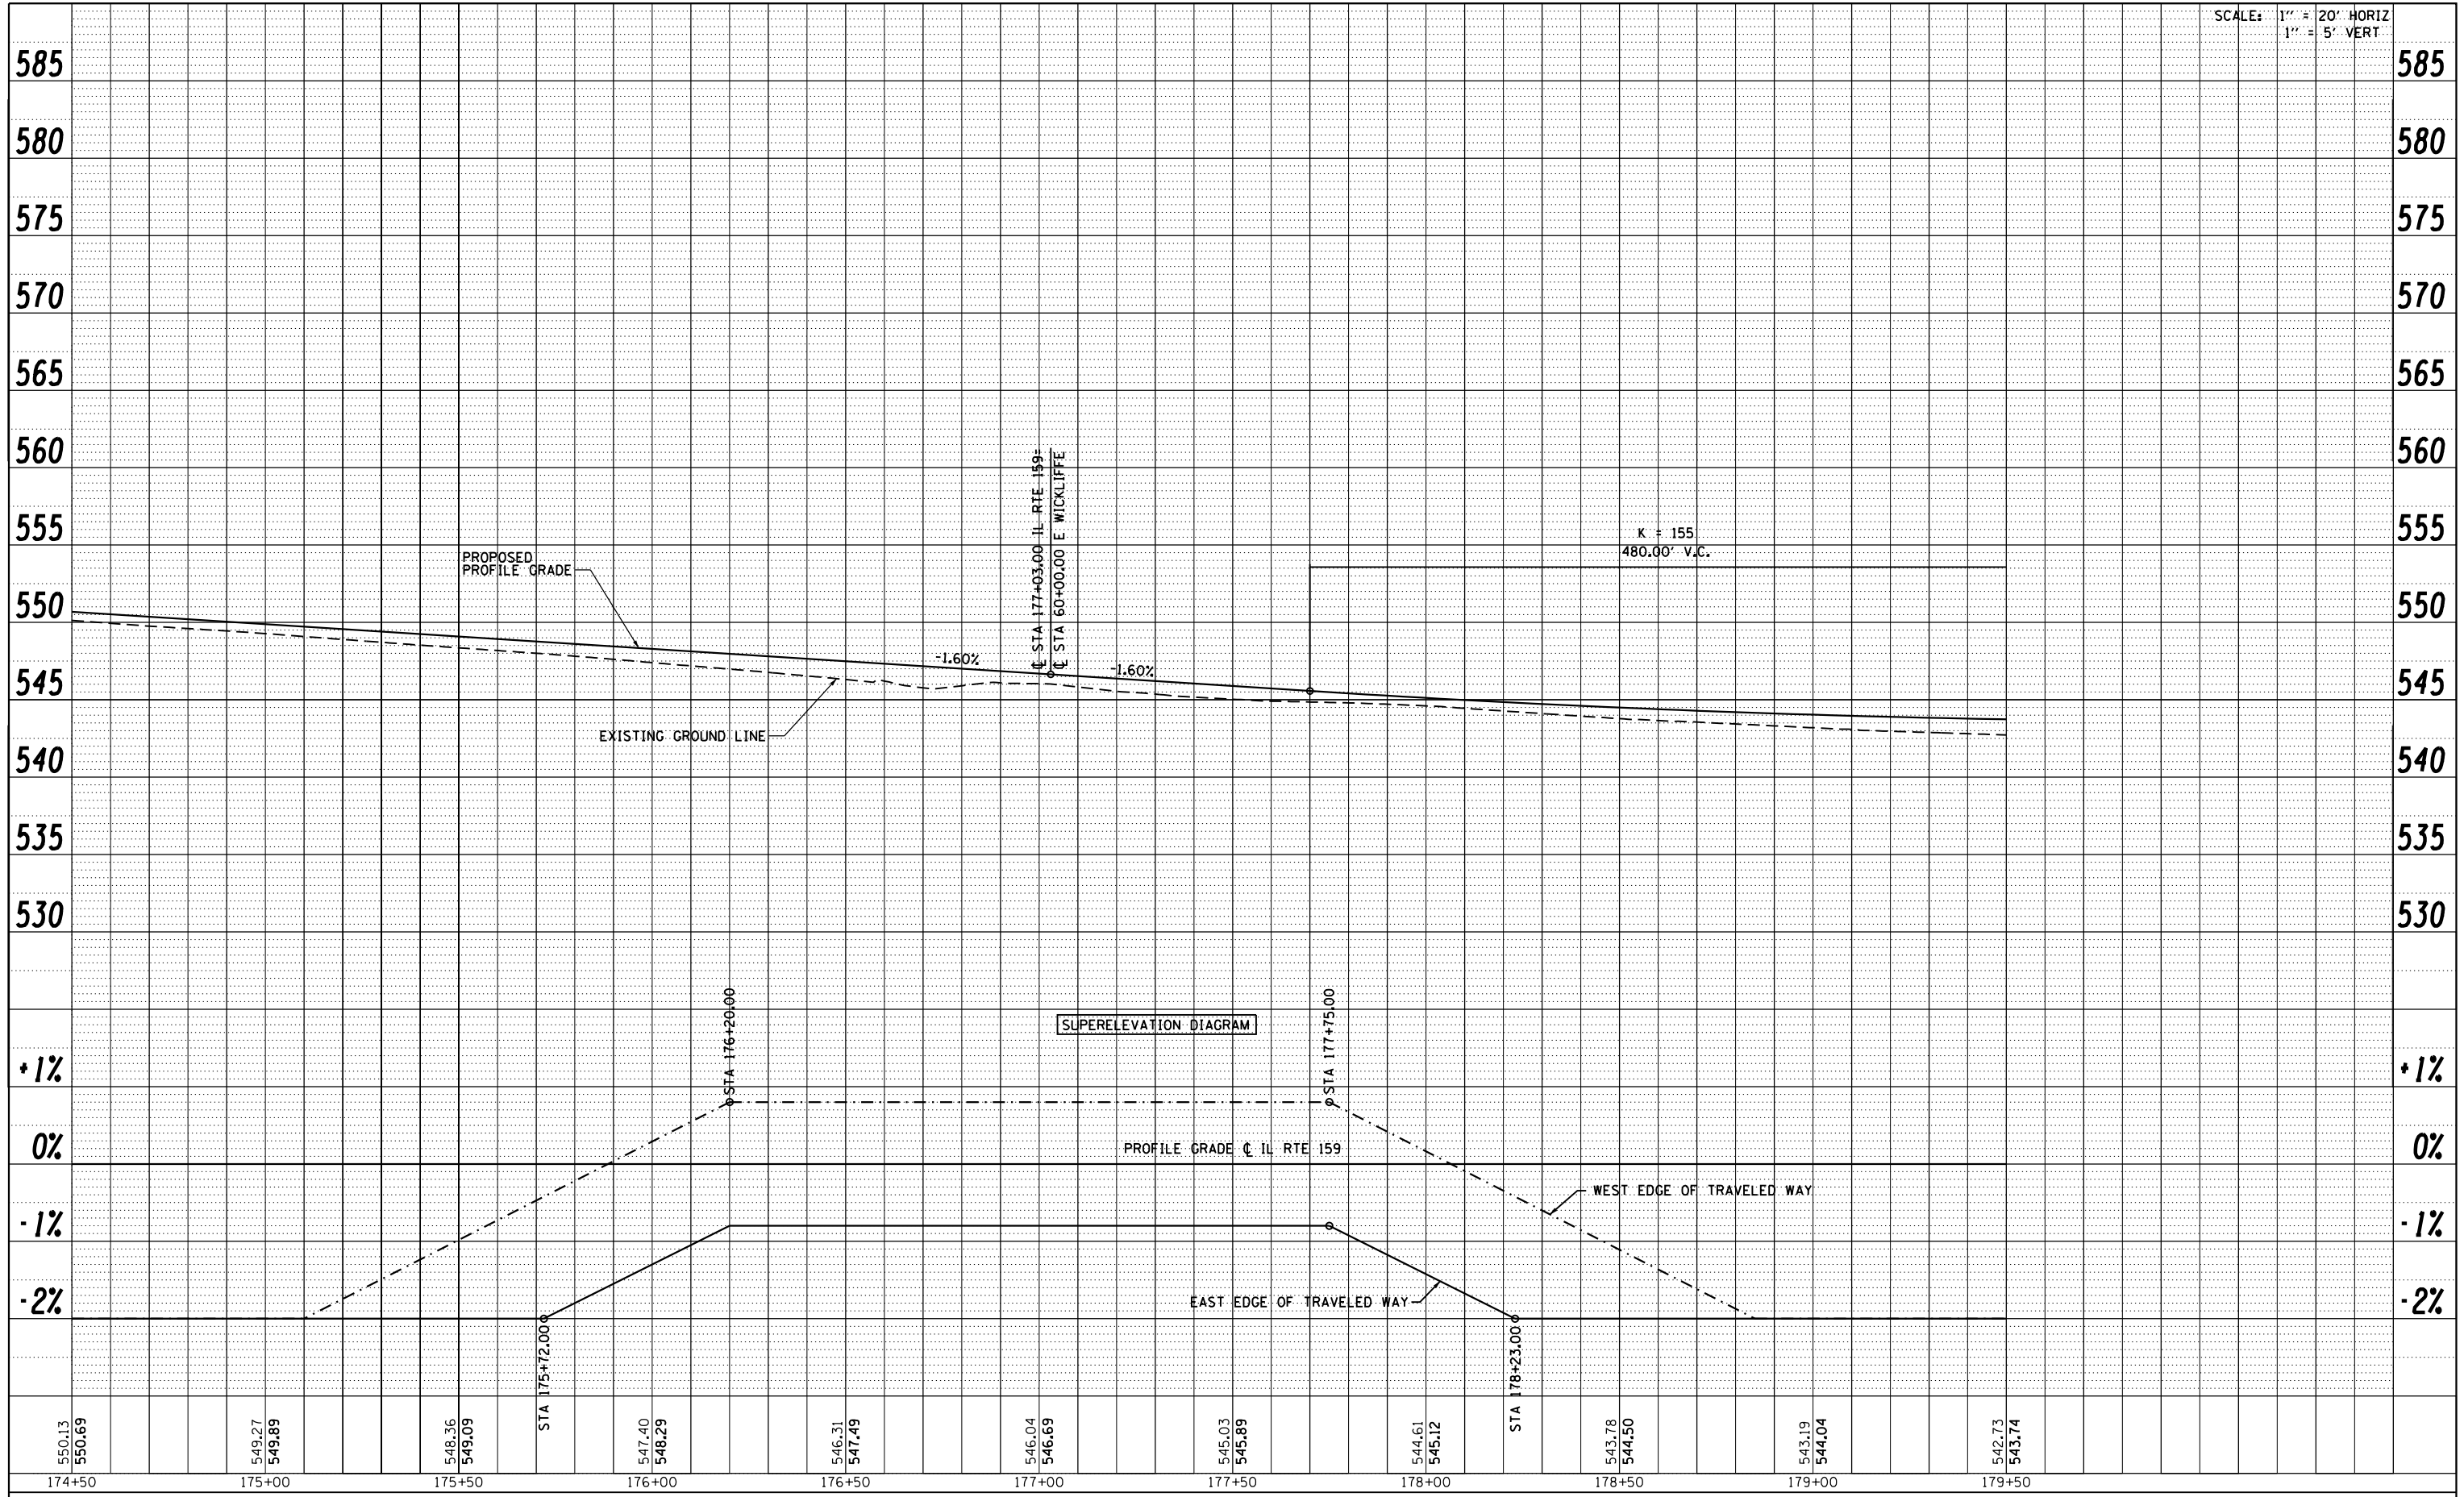 SCALE: 1'' = 20' HORIZ
1'' = 5' VERT
585 585
580 580
575 575
570 570
565 565
560 560
555 555
550 550
545 545
540 540
535 535
530 530
+1% +1%
0% 0%
-1% -1%
-2% -2%
PROPOSED
PROFILE GRADE
EXISTING GROUND LINE
-1.60%
℄ STA 177+03.00 IL RTE 159=
℄ STA 60+00.00 E WICKLIFFE
-1.60%
K = 155
480.00' V.C.
SUPERELEVATION DIAGRAM
STA 176+20.00
STA 177+75.00
PROFILE GRADE ℄ IL RTE 159
WEST EDGE OF TRAVELED WAY
EAST EDGE OF TRAVELED WAY
STA 175+72.00
STA 178+23.00
550.13
550.69
549.27
549.89
548.36
549.09
547.40
548.29
546.31
547.49
546.04
546.69
545.03
545.89
544.61
545.12
543.78
544.50
543.19
544.04
542.73
543.74
174+50 175+00 175+50 176+00 176+50 177+00 177+50 178+00 178+50 179+00 179+50